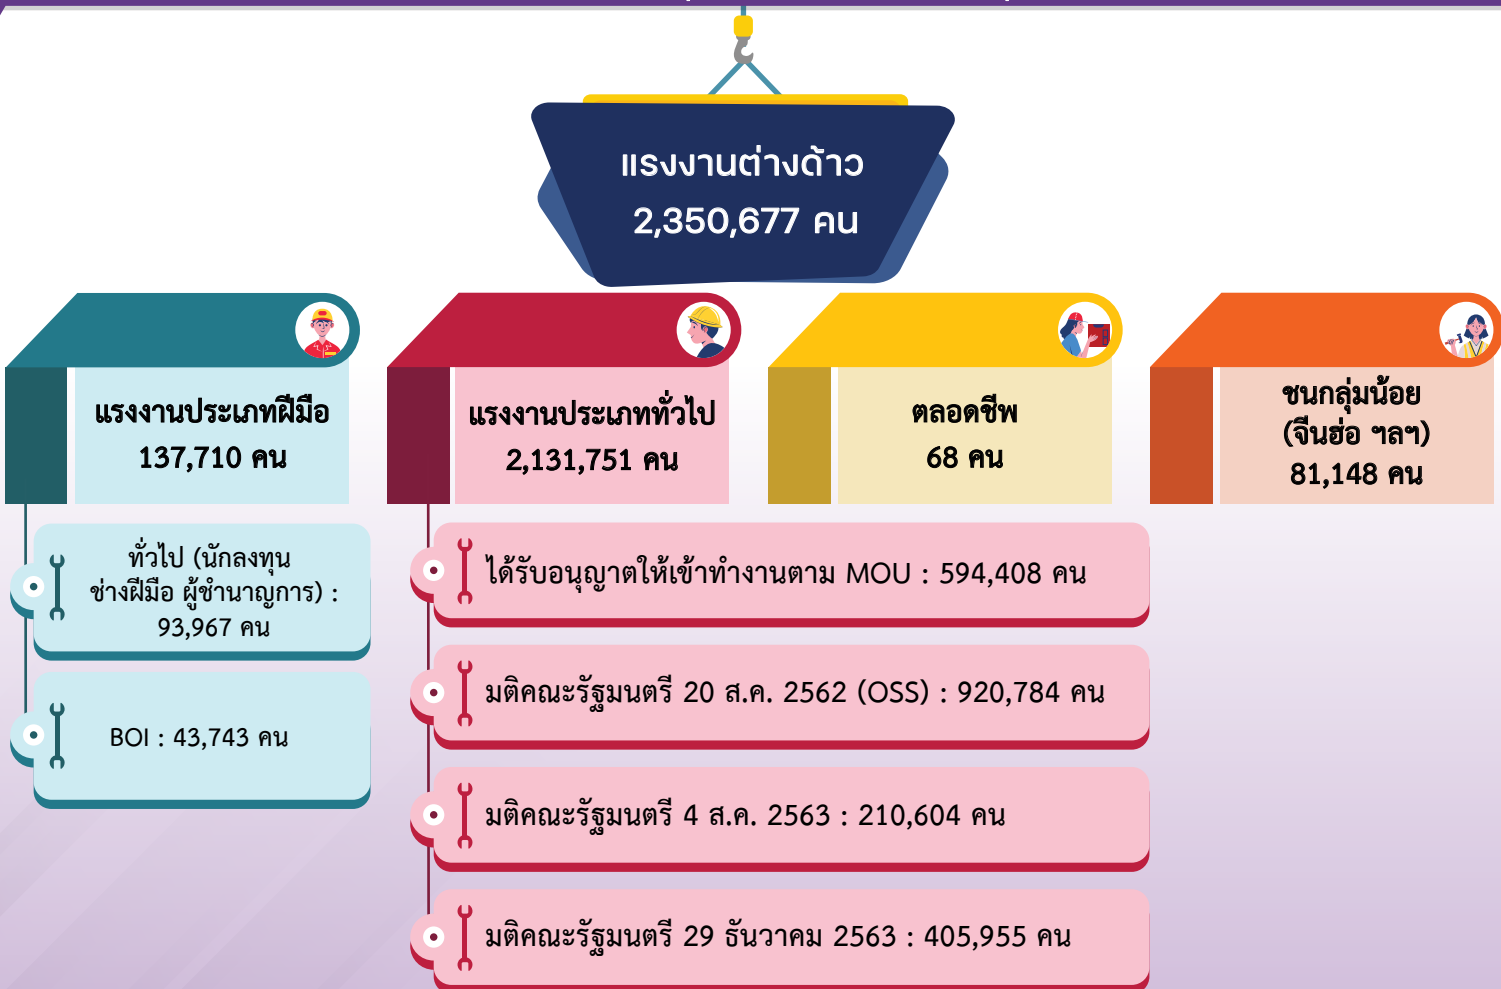 แรงงานต่างด้าว
2,350,677 คน
แรงงานประเภทฝีมือ
137,710 คน
แรงงานประเภททั่วไป
2,131,751 คน
ตลอดชีพ
68 คน
ชนกลุ่มน้อย
(จีนฮ่อ ฯลฯ)
81,148 คน
ทั่วไป (นักลงทุน
ช่างฝีมือ ผู้ชำนาญการ) :
93,967 คน
BOI : 43,743 คน
ได้รับอนุญาตให้เข้าทำงานตาม MOU : 594,408 คน
มติคณะรัฐมนตรี 20 ส.ค. 2562 (OSS) : 920,784 คน
มติคณะรัฐมนตรี 4 ส.ค. 2563 : 210,604 คน
มติคณะรัฐมนตรี 29 ธันวาคม 2563 : 405,955 คน